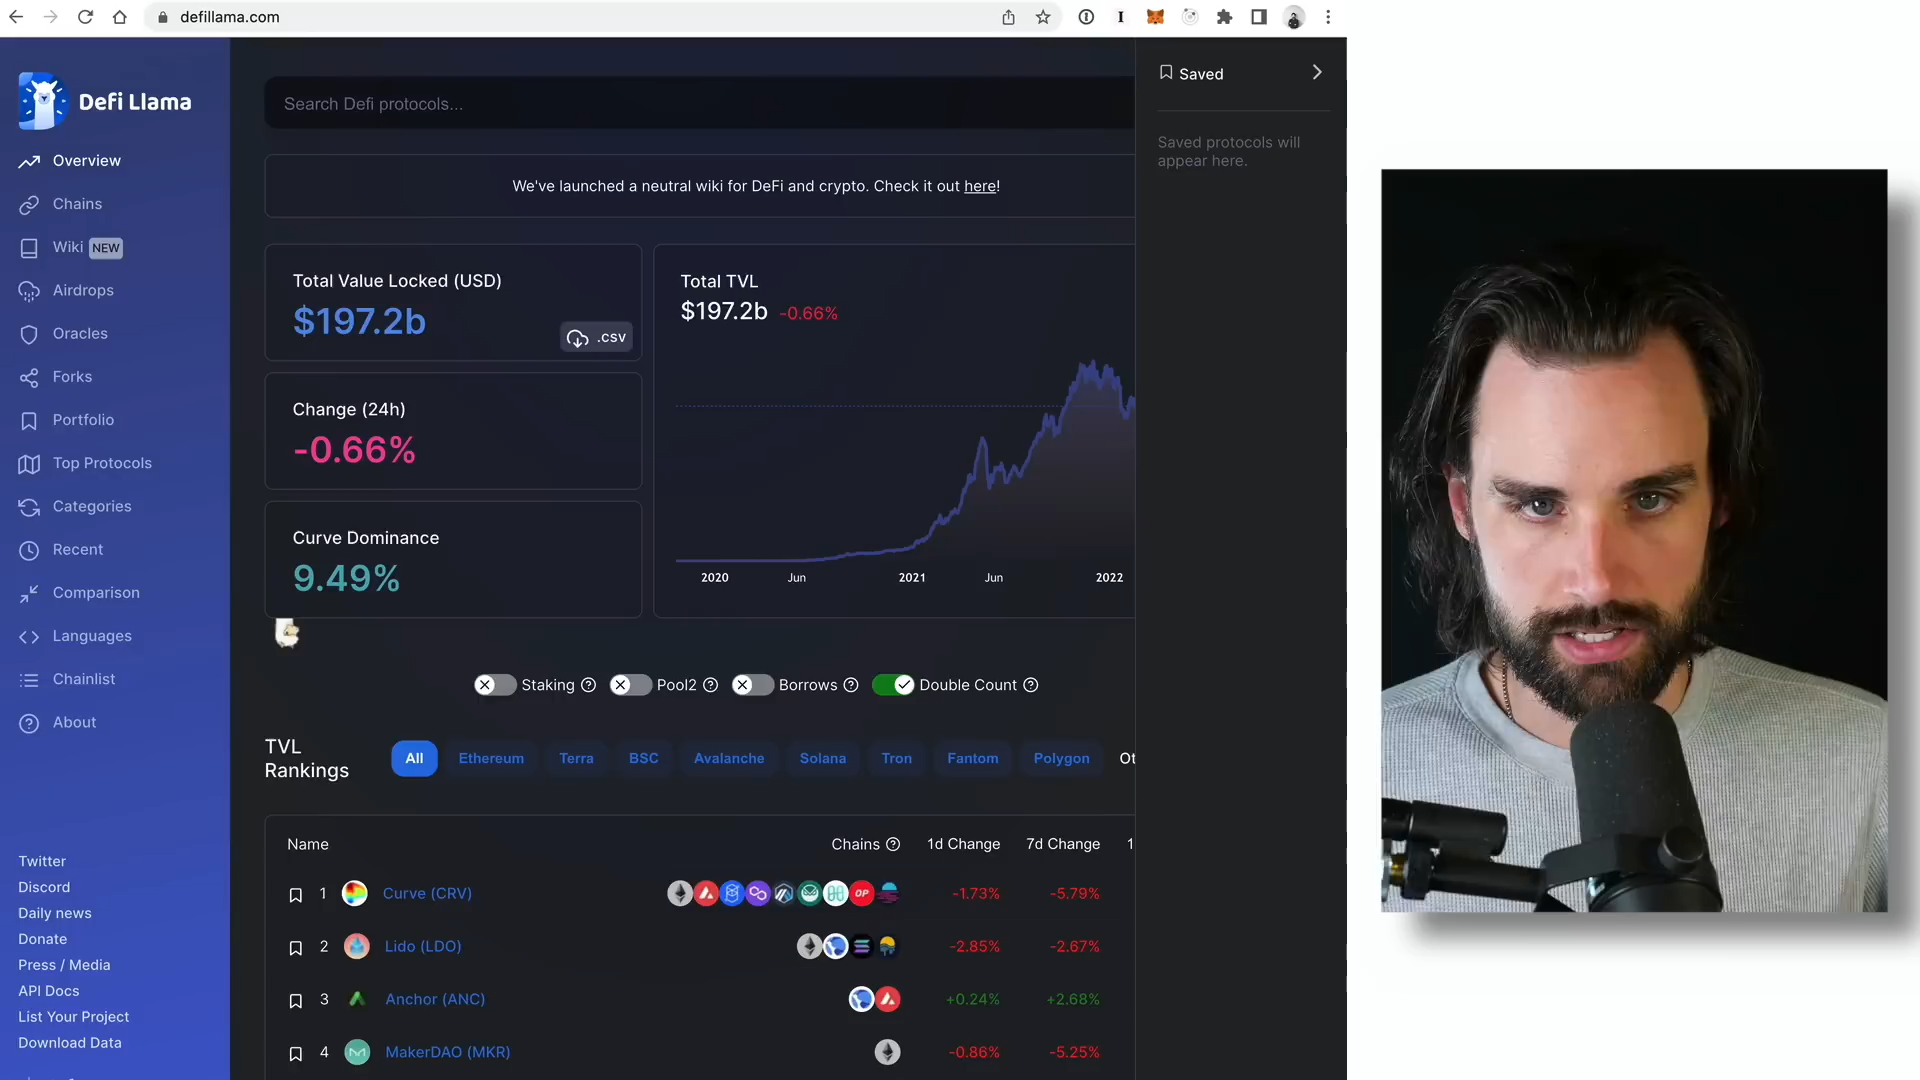 defillama.com
Defi Llama
Overview
Chains
Wiki NEW
Airdrops
Oracles
Forks
Portfolio
Top Protocols
Categories
Recent
Comparison
Languages
Chainlist
About
Twitter
Discord
Daily news
Donate
Press / Media
API Docs
List Your Project
Download Data
Search Defi protocols...
We've launched a neutral wiki for DeFi and crypto. Check it out here!
Total Value Locked (USD)
$197.2b
.csv
Change (24h)
-0.66%
Curve Dominance
9.49%
Total TVL
$197.2b -0.66%
2020 Jun 2021 Jun 2022
Staking Pool2 Borrows Double Count
TVL
Rankings
All Ethereum Terra BSC Avalanche Solana Tron Fantom Polygon Ot
Name Chains 1d Change 7d Change 1
1 Curve (CRV) OP -1.73% -5.79%
2 Lido (LDO) -2.85% -2.67%
3 Anchor (ANC) +0.24% +2.68%
4 MakerDAO (MKR) -0.86% -5.25%
Saved
Saved protocols will
appear here.